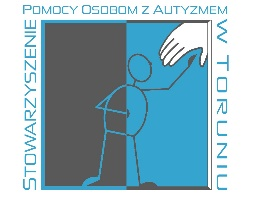 STOWARZYSZENIE
POMOCY OSOBOM Z AUTYZMEM
W TORUNIU